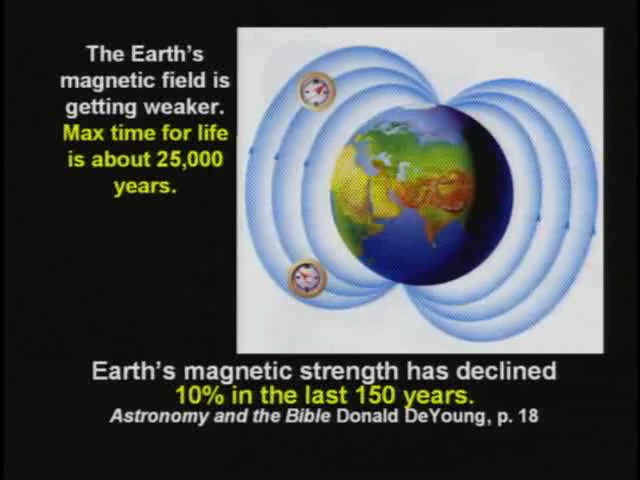 The Earth's
magnetic field is
getting weaker.
Max time for life
is about 25,000
years.
Earth's magnetic strength has declined
10% in the last 150 years.
Astronomy and the Bible Donald DeYoung, p. 18